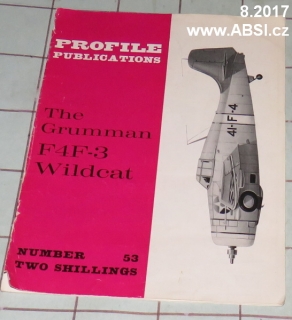 8.2017
www.ABSI.cz
PROFILE
PUBLICATIONS
The
Grumman
F4F-3
Wildcat
41-F-4
NUMBER 53
TWO SHILLINGS